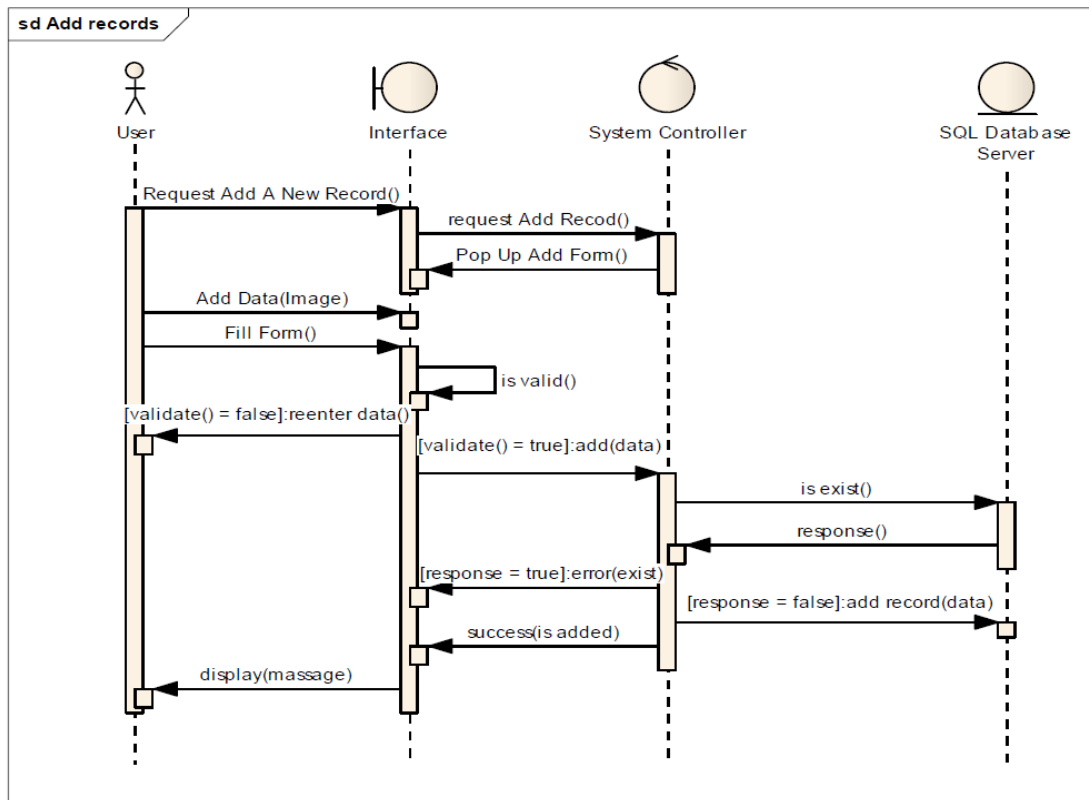 sd Add records
User
Interface
System Controller
SQL Database
Server
Request Add A New Record()
request Add Recod()
Pop Up Add Form()
Add Data(Image)
Fill Form()
is valid()
[validate() = false]:reenter data()
[validate() = true]:add(data)
is exist()
response()
[response = true]:error(exist)
[response = false]:add record(data)
success(is added)
display(massage)